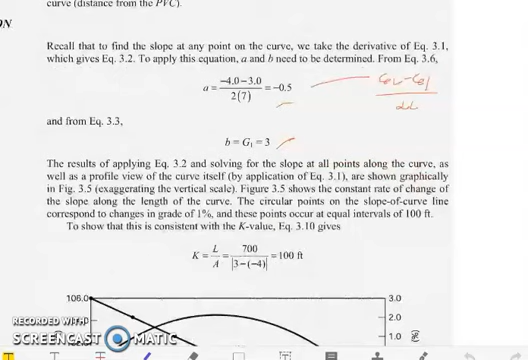 curve (distance from the PVC).
ON
Recall that to find the slope at any point on the curve, we take the derivative of Eq. 3.1,
which gives Eq. 3.2. To apply this equation, a and b need to be determined. From Eq. 3.6,
a = −4.0−3.0 / 2(7) = −0.5
G2−G1 / 2L
and from Eq. 3.3,
b = G₁ = 3
The results of applying Eq. 3.2 and solving for the slope at all points along the curve, as
well as a profile view of the curve itself (by application of Eq. 3.1), are shown graphically
in Fig. 3.5 (exaggerating the vertical scale). Figure 3.5 shows the constant rate of change of
the slope along the length of the curve. The circular points on the slope-of-curve line
correspond to changes in grade of 1%, and these points occur at equal intervals of 100 ft.
To show that this is consistent with the K-value, Eq. 3.10 gives
K = L / A = 700 / |3−(−4)| = 100 ft
106.0
3.0
2.0
1.0
RECORDED WITH
SCREENCAST MATIC